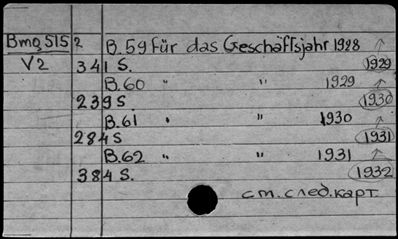 Bmg 515 2 B.59 für das Geschäftsjahr 1928 ↑
V2 341 S. 1929
B.60 " " 1929 ↑
239 S 1930
B.61 " " 1930 ↑
284 S 1931
B.62 " " 1931 ↑
384 S. 1932
см. след. карт.